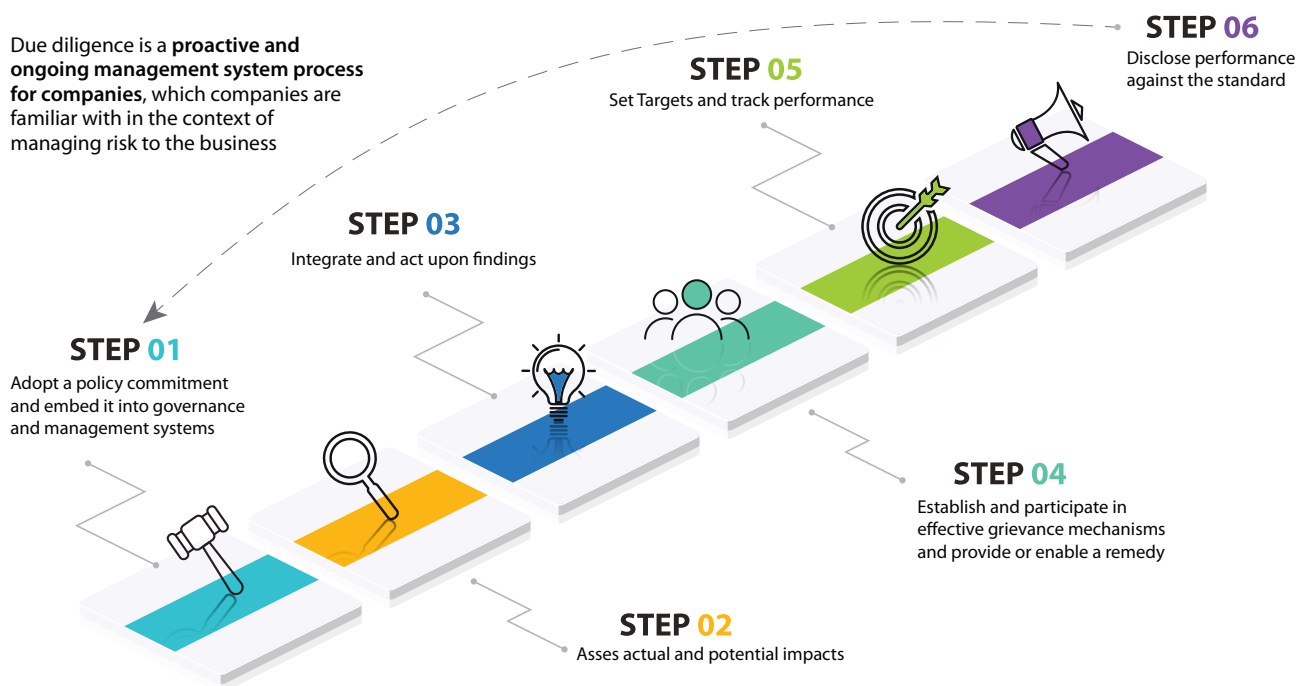 Due diligence is a proactive and
ongoing management system process
for companies, which companies are
familiar with in the context of
managing risk to the business
STEP 01
Adopt a policy commitment
and embed it into governance
and management systems
STEP 02
Asses actual and potential impacts
STEP 03
Integrate and act upon findings
STEP 04
Establish and participate in
effective grievance mechanisms
and provide or enable a remedy
STEP 05
Set Targets and track performance
STEP 06
Disclose performance
against the standard